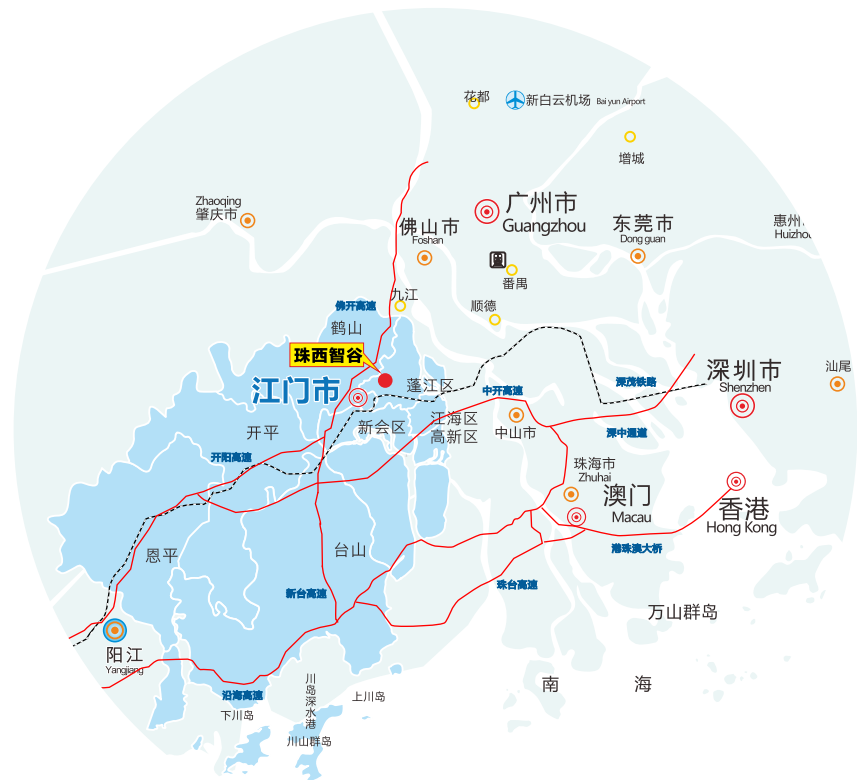 花都
新白云机场 Bai yun Airport
增城
Zhaoqing
肇庆市
广州市
Guangzhou
佛山市
Foshan
东莞市
Dong guan
惠州
Huizhou
番禺
九江
顺德
佛开高速
鹤山
珠西智谷
江门市
蓬江区
中开高速
深茂铁路
深圳市
Shenzhen
汕尾
开平
新会区
江海区
高新区
中山市
深中通道
开阳高速
珠海市
Zhuhai
澳门
Macau
香港
Hong Kong
恩平
台山
港珠澳大桥
新台高速
珠台高速
万山群岛
阳江
Yangjiang
沿海高速
下川岛
川岛深水港
上川岛
川山群岛
南海